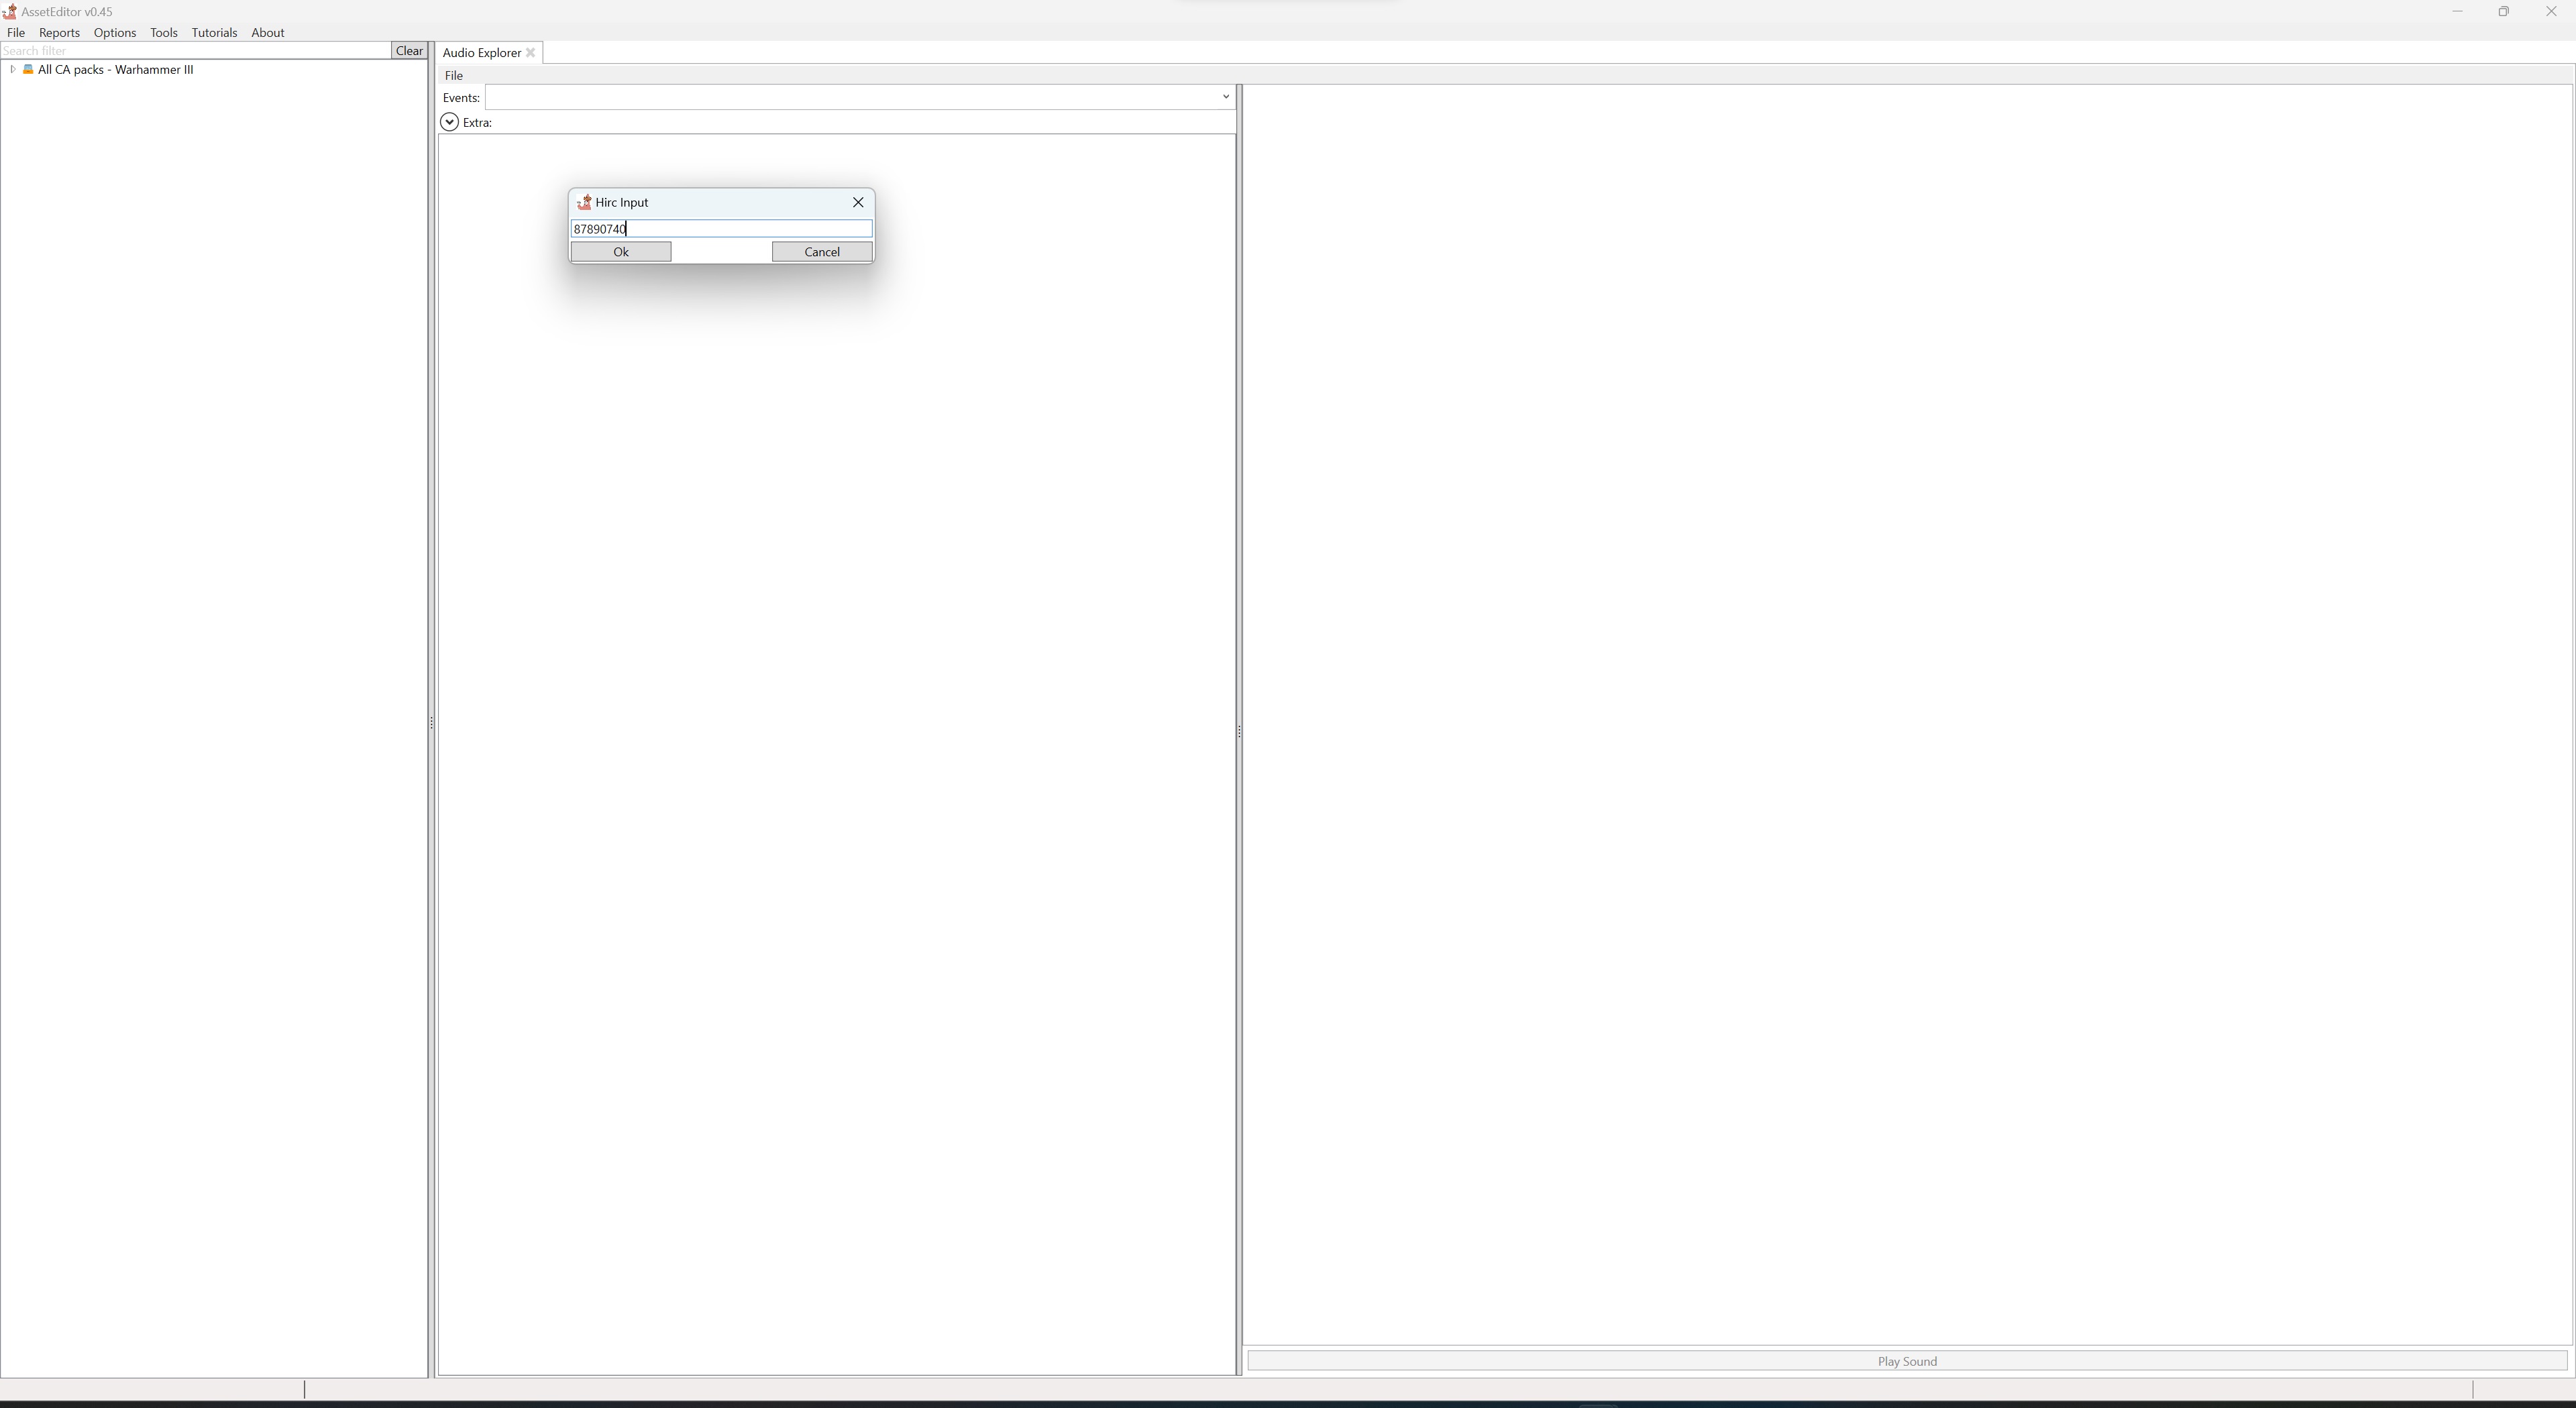 AssetEditor v0.45
File Reports Options Tools Tutorials About
Search filter
Clear
All CA packs - Warhammer III
Audio Explorer
File
Events:
Extra:
Hirc Input
87890740
Ok Cancel
Play Sound